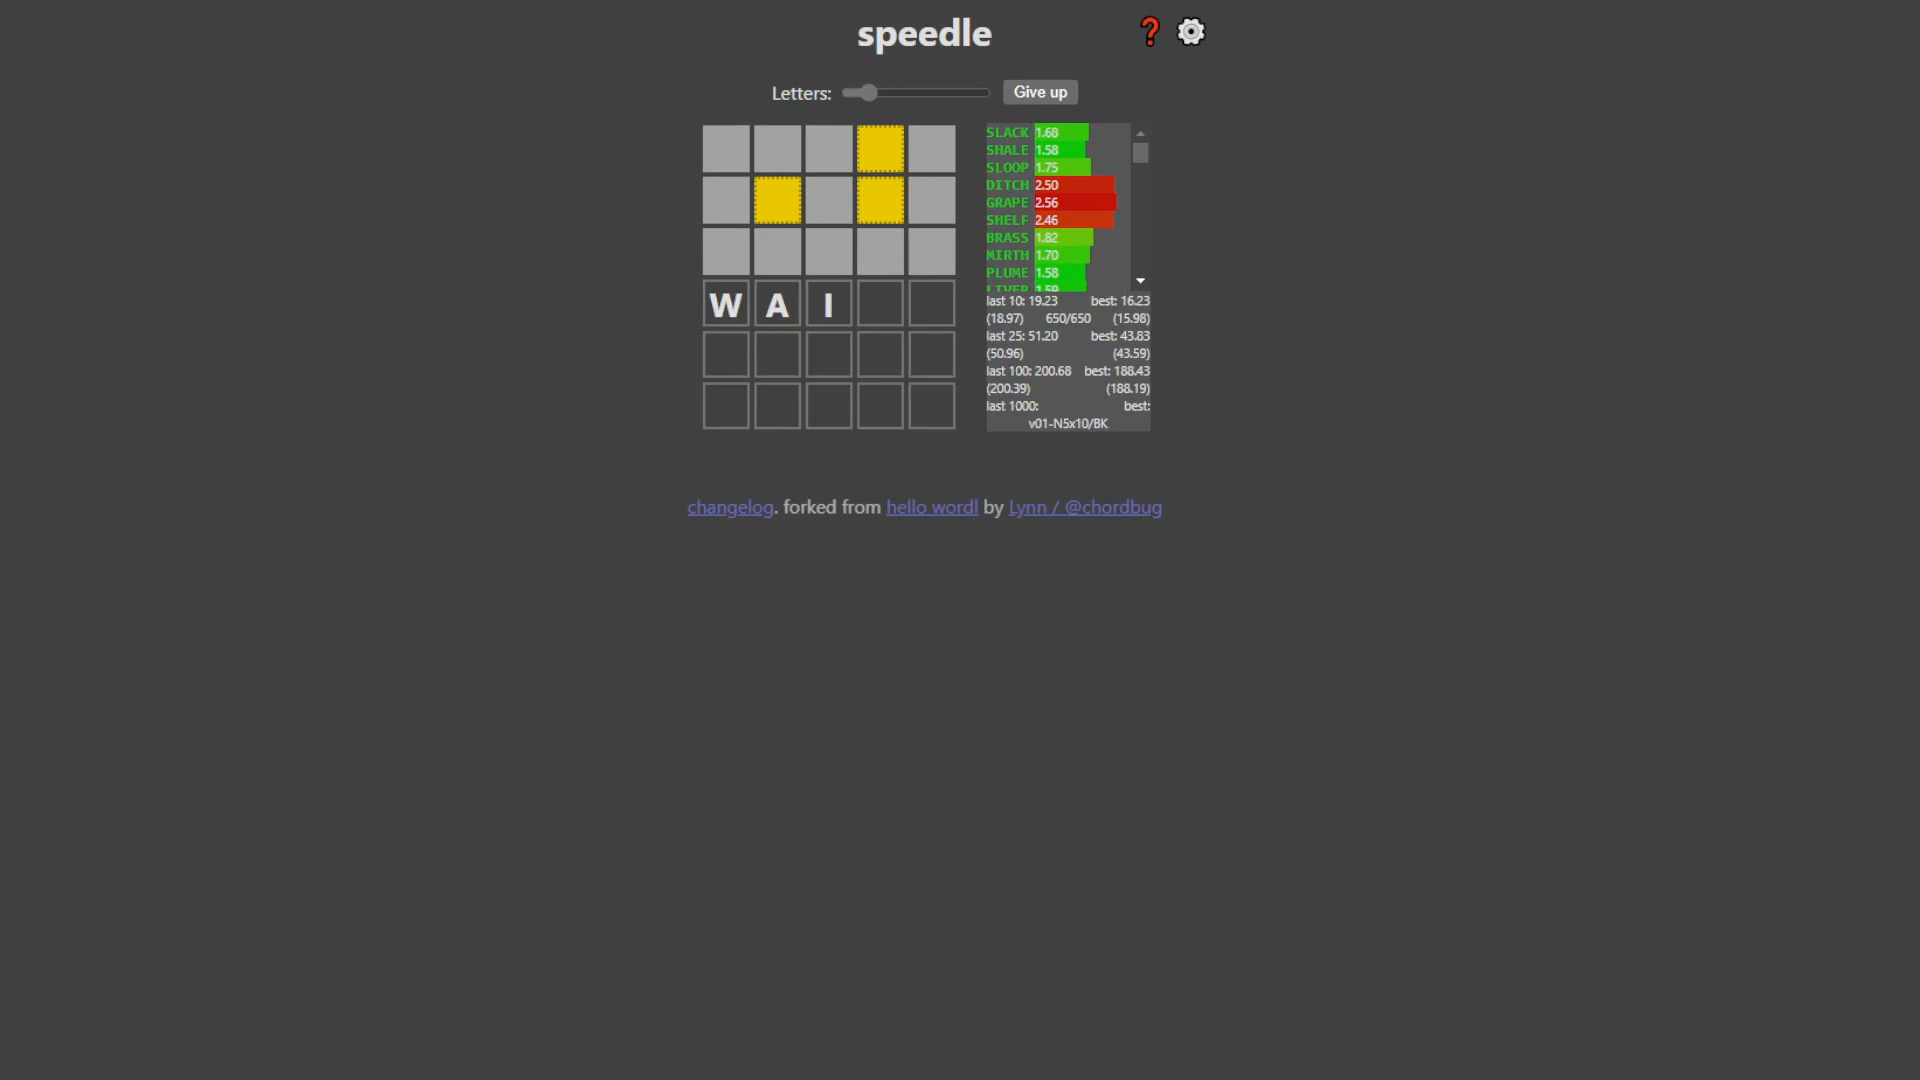 speedle
Letters: Give up
SLACK 1.68
SHALE 1.58
SLOOP 1.75
DITCH 2.50
GRAPE 2.56
SHELF 2.46
BRASS 1.82
MIRTH 1.70
PLUME 1.58
LIVER 1.59
W A I
last 10: 19.23 best: 16.23
(18.97) 650/650 (15.98)
last 25: 51.20 best: 43.83
(50.96) (43.59)
last 100: 200.68 best: 188.43
(200.39) (188.19)
last 1000: best:
v01-N5x10/BK
changelog. forked from hello wordl by Lynn / @chordbug